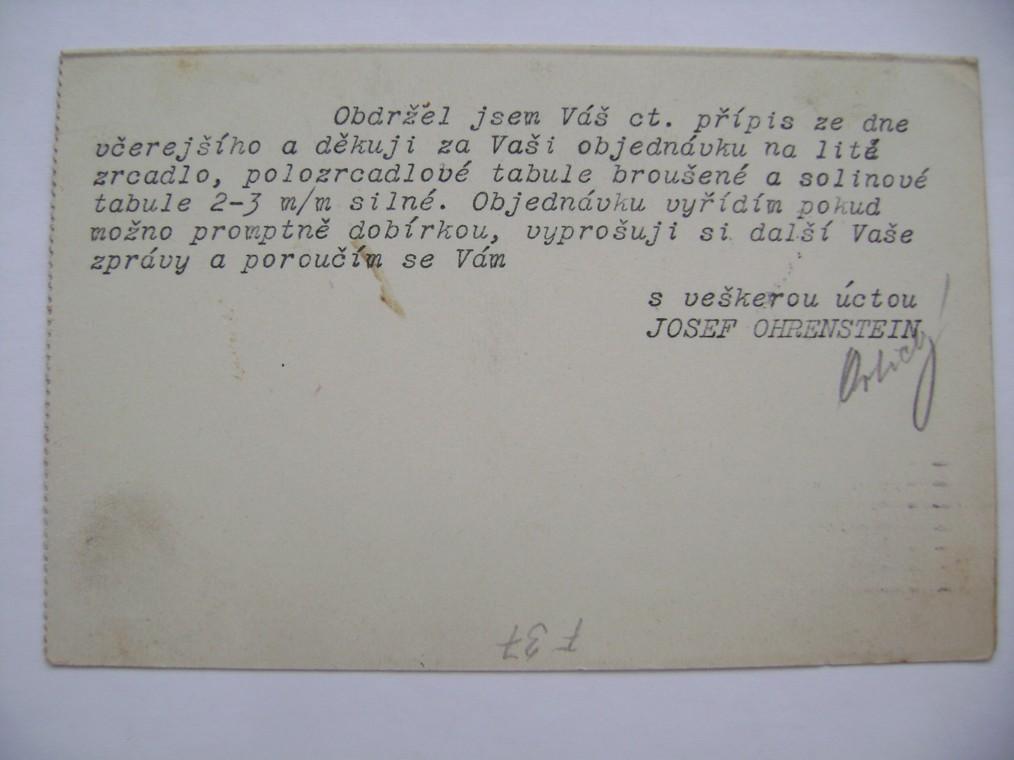 Obdržel jsem Váš ct. přípis ze dne
včerejšího a děkuji za Vaši objednávku na lité
zrcadlo, polozrcadlové tabule broušené a solinové
tabule 2-3 m/m silné. Objednávku vyřídím pokud
možno promptně dobírkou, vyprošuji si další Vaše
zprávy a poroučím se Vám
s veškerou úctou
JOSEF OHRENSTEIN
F 37